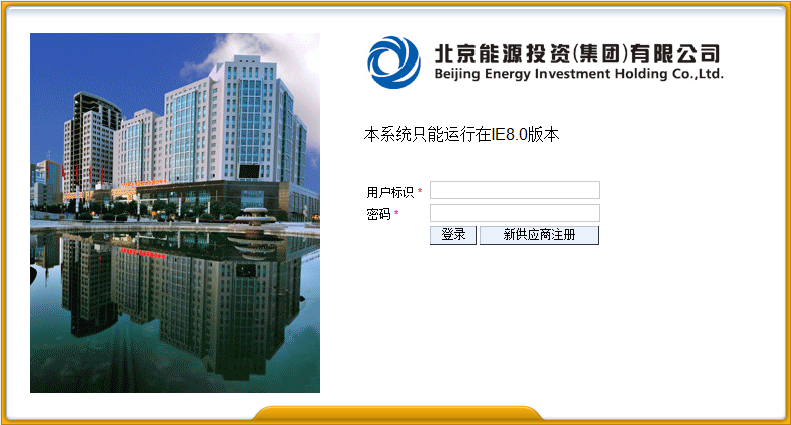 北京能源投资(集团)有限公司
Beijing Energy Investment Holding Co.,Ltd.
本系统只能运行在IE8.0版本
用户标识 *
密码 *
登录 新供应商注册